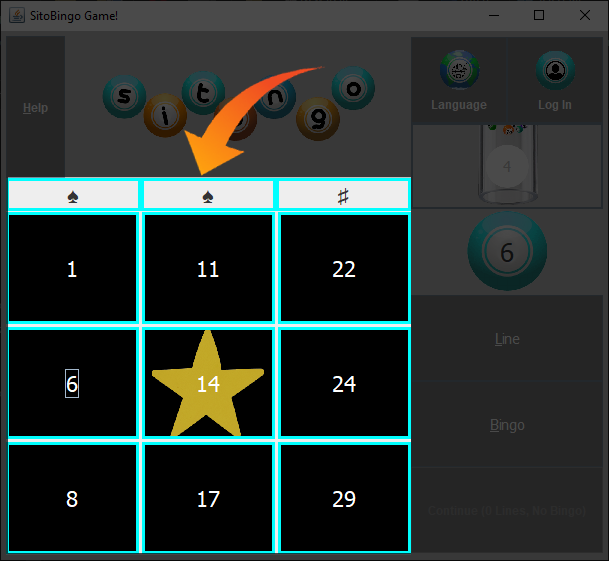 SitoBingo Game!
Help
s i t n g o
Language
Log In
4
6
♠ ♠ ♯
1 11 22
6 14 24
8 17 29
Line
Bingo
Continue (0 Lines, No Bingo)